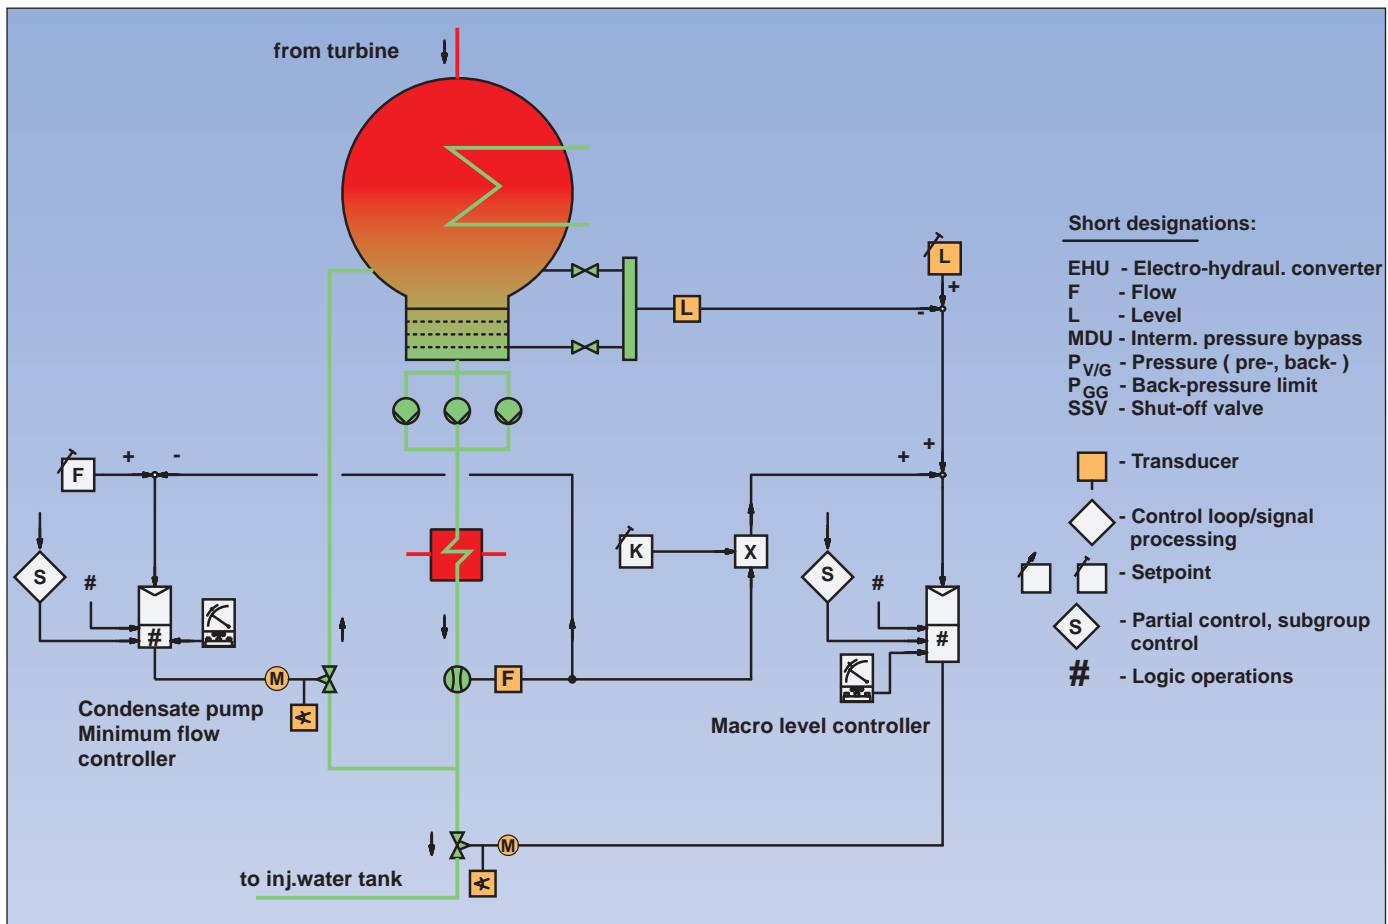 from turbine
L
+
L
-
Short designations:
EHU - Electro-hydraul. converter
F - Flow
L - Level
MDU - Interm. pressure bypass
PV/G - Pressure ( pre-, back- )
PGG - Back-pressure limit
SSV - Shut-off valve
+
-
+
+
F
- Transducer
- Control loop/signal
processing
K
X
S
#
S
#
- Setpoint
#
#
S
- Partial control, subgroup
control
M
F
#
- Logic operations
Condensate pump
Minimum flow
controller
Macro level controller
M
to inj.water tank